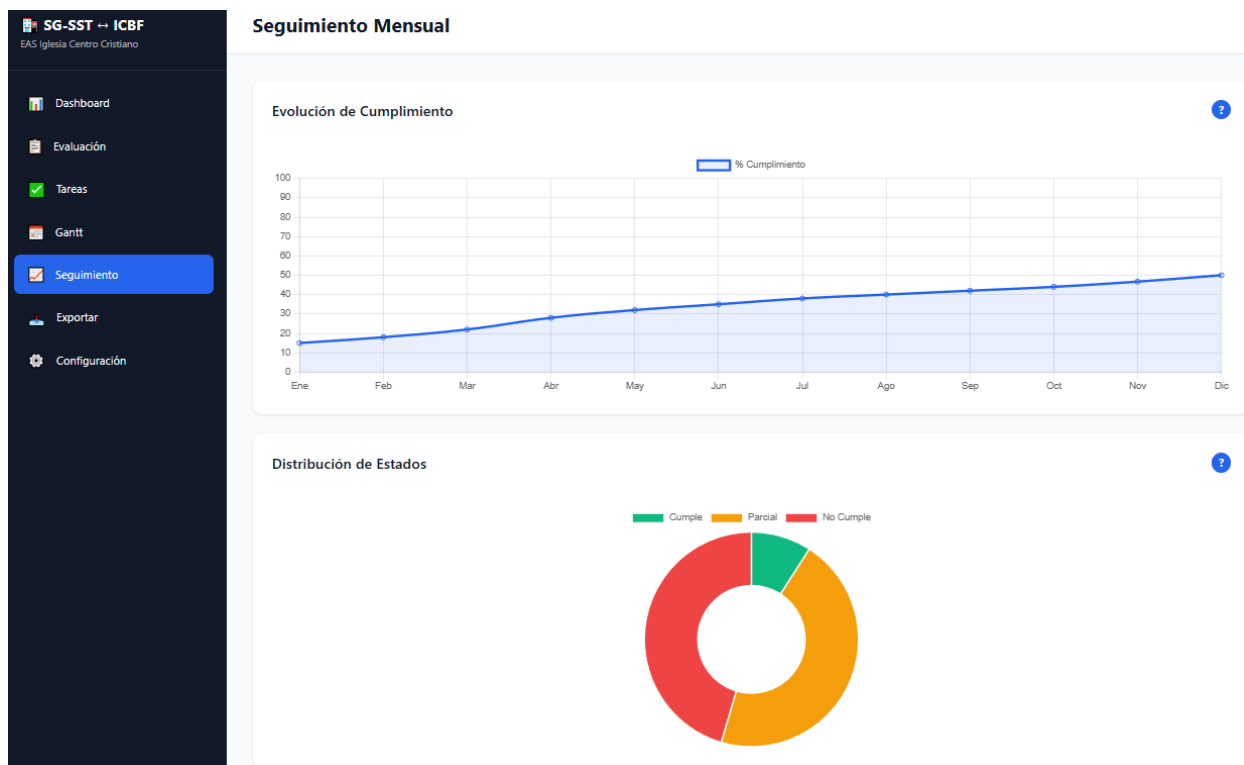 SG-SST ↔ ICBF
EAS Iglesia Centro Cristiano
Dashboard
Evaluación
Tareas
Gantt
Seguimiento
Exportar
Configuración
Seguimiento Mensual
Evolución de Cumplimiento
?
% Cumplimiento
100
90
80
70
60
50
40
30
20
10
0
Ene Feb Mar Abr May Jun Jul Ago Sep Oct Nov Dic
Distribución de Estados
?
Cumple Parcial No Cumple